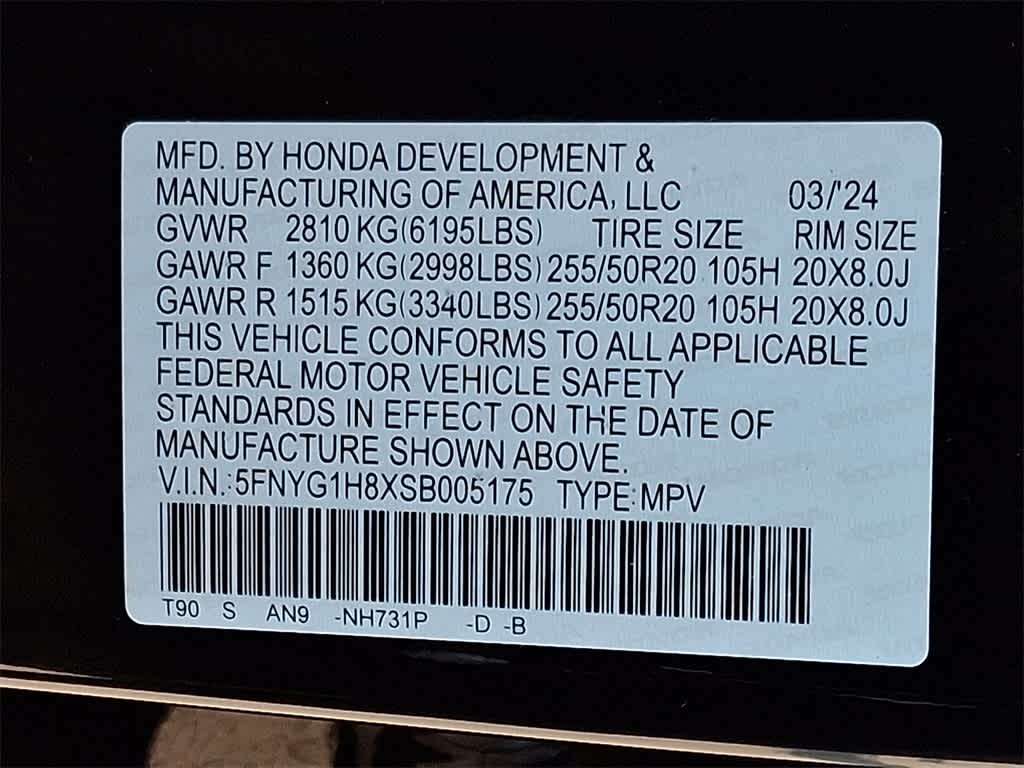 MFD. BY HONDA DEVELOPMENT &
MANUFACTURING OF AMERICA, LLC 03/'24
GVWR 2810 KG(6195LBS) TIRE SIZE RIM SIZE
GAWR F 1360 KG(2998LBS) 255/50R20 105H 20X8.0J
GAWR R 1515 KG(3340LBS) 255/50R20 105H 20X8.0J
THIS VEHICLE CONFORMS TO ALL APPLICABLE
FEDERAL MOTOR VEHICLE SAFETY
STANDARDS IN EFFECT ON THE DATE OF
MANUFACTURE SHOWN ABOVE.
V.I.N.:5FNYG1H8XSB005175 TYPE:MPV
T90 S AN9 -NH731P -D -B